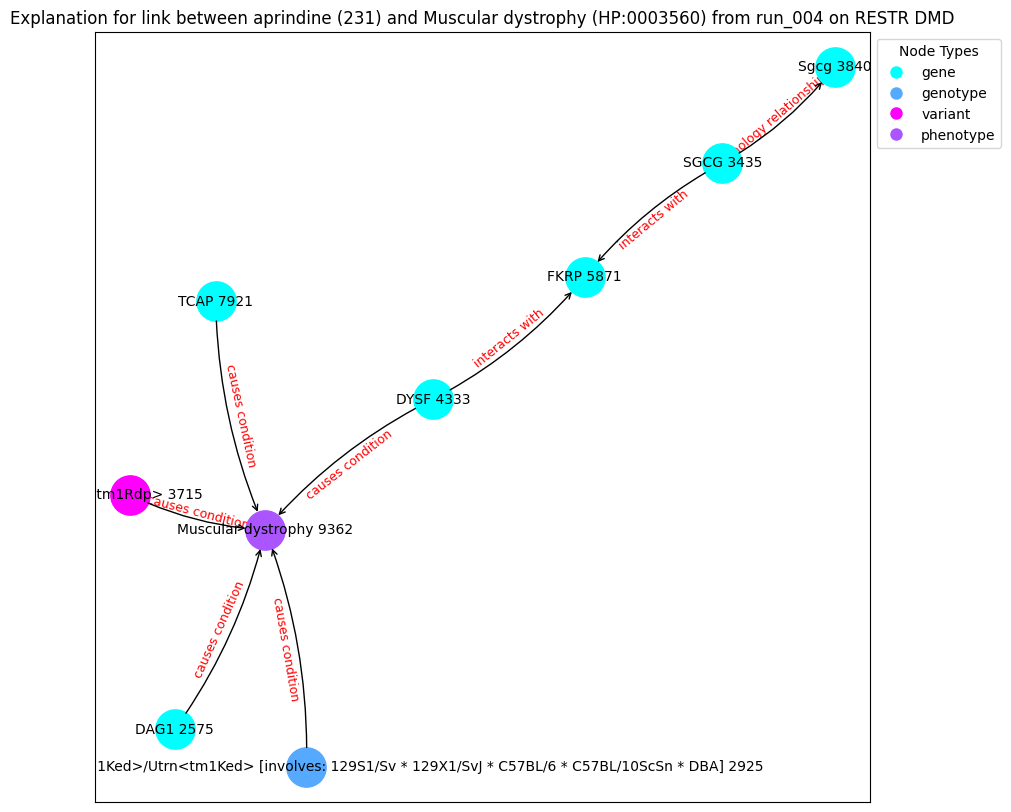 Explanation for link between aprindine (231) and Muscular dystrophy (HP:0003560) from run_004 on RESTR DMD
Node Types
gene
genotype
variant
phenotype
Sgcg 3840
ology relationship
SGCG 3435
interacts with
FKRP 5871
TCAP 7921
interacts with
causes condition
DYSF 4333
causes condition
tm1Rdp> 3715
auses condition
Muscular dystrophy 9362
causes condition
causes condition
DAG1 2575
1Ked>/Utrn<tm1Ked> [involves: 129S1/Sv * 129X1/SvJ * C57BL/6 * C57BL/10ScSn * DBA] 2925